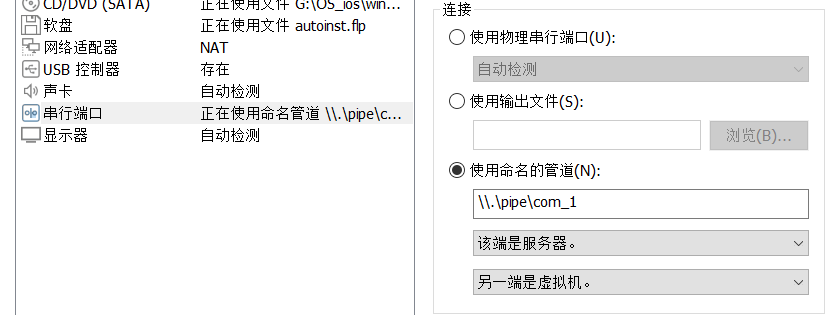 CD/DVD (SATA) 正在使用文件 G:\OS_ios\win...
软盘 正在使用文件 autoinst.flp
网络适配器 NAT
USB 控制器 存在
声卡 自动检测
串行端口 正在使用命名管道 \\.\pipe\c...
显示器 自动检测
连接
使用物理串行端口(U):
自动检测
使用输出文件(S):
浏览(B)...
使用命名的管道(N):
\\.\pipe\com_1
该端是服务器。
另一端是虚拟机。